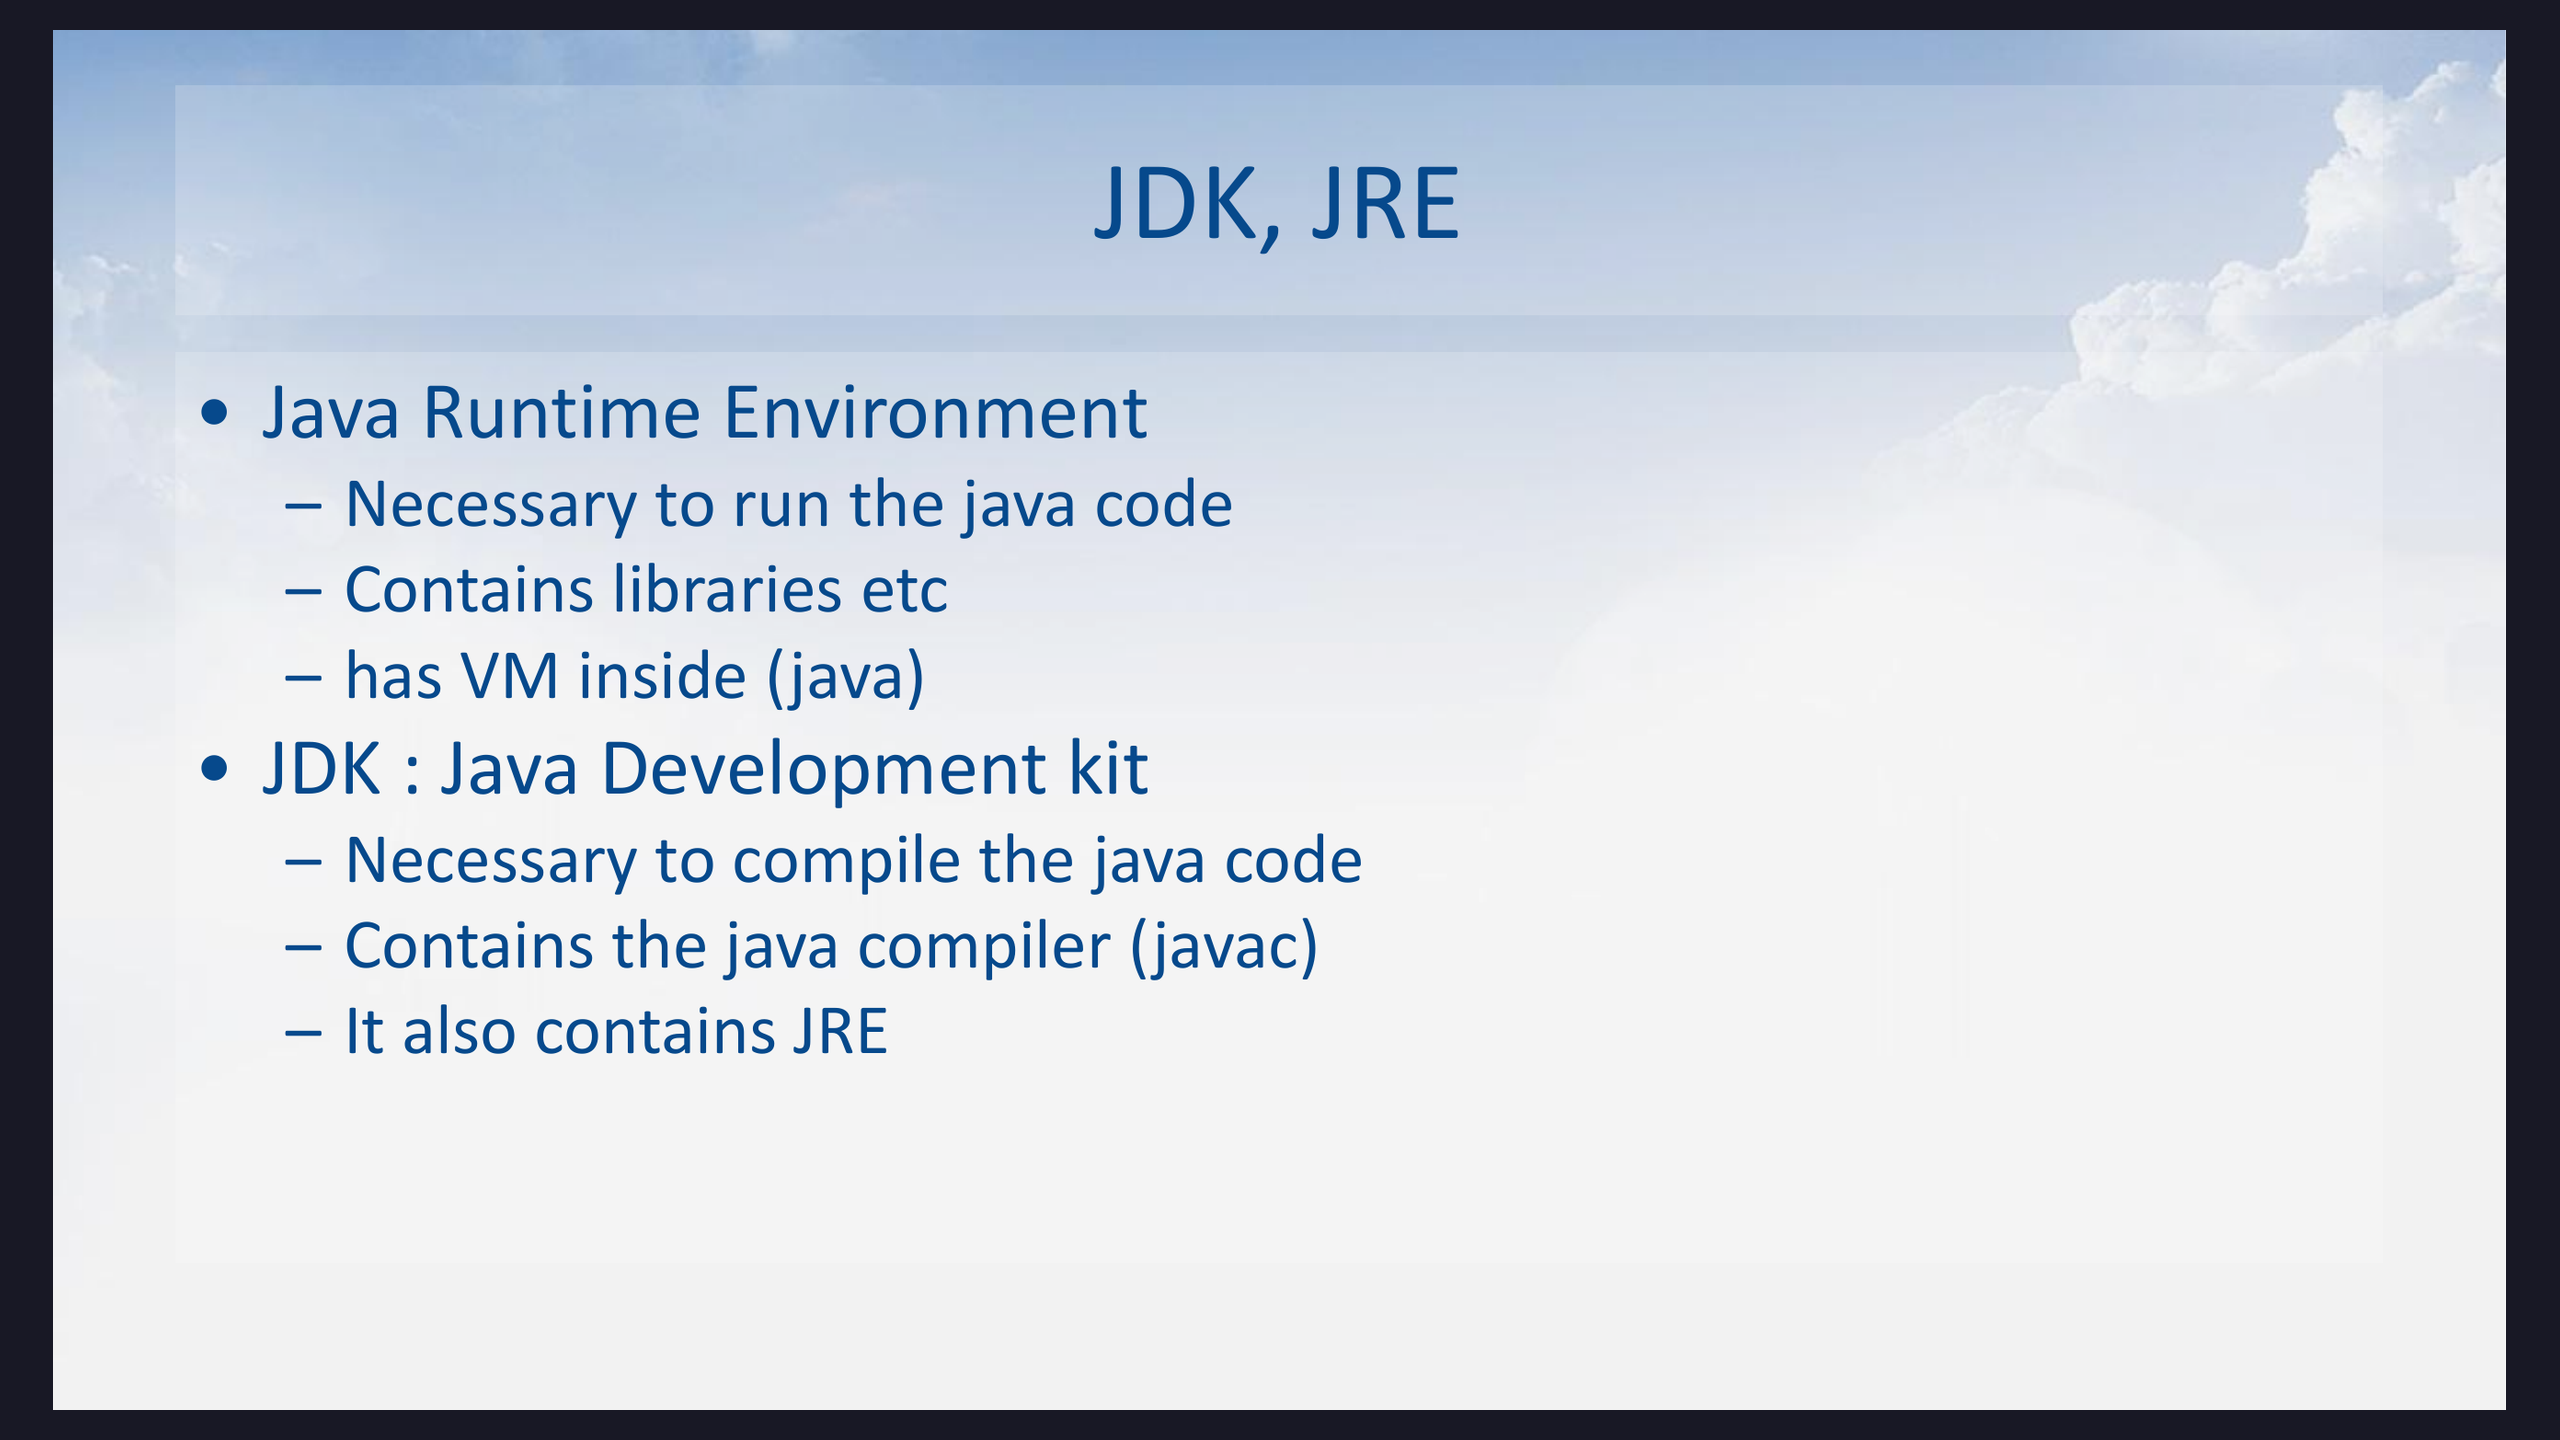 JDK, JRE
• Java Runtime Environment
– Necessary to run the java code
– Contains libraries etc
– has VM inside (java)
• JDK : Java Development kit
– Necessary to compile the java code
– Contains the java compiler (javac)
– It also contains JRE